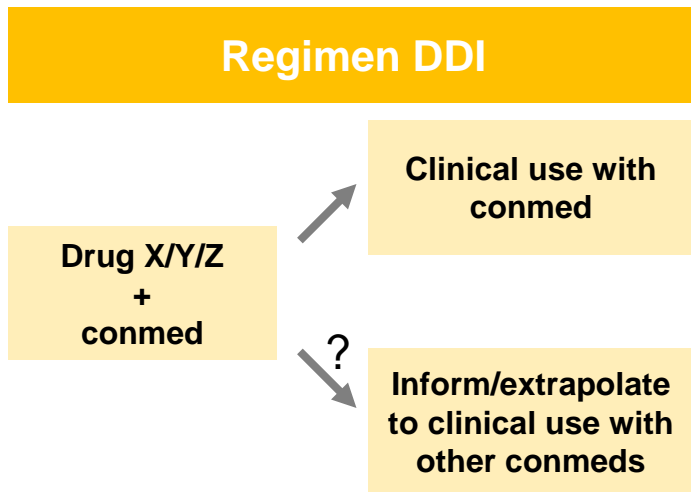 Regimen DDI
Clinical use with
conmed
Drug X/Y/Z
+
conmed
?
Inform/extrapolate
to clinical use with
other conmeds